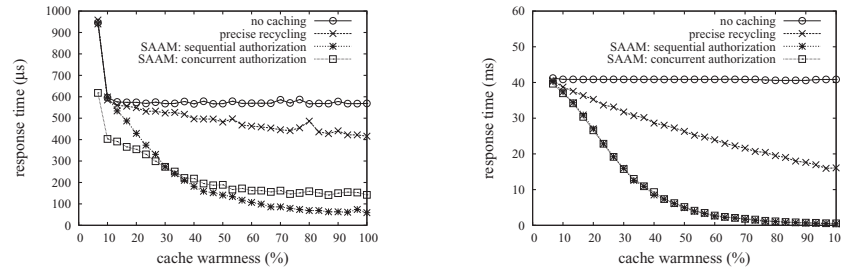 1000
900
800
700
600
500
400
300
200
100
0
response time (µs)
0 10 20 30 40 50 60 70 80 90 100
cache warmness (%)
no caching
precise recycling
SAAM: sequential authorization
SAAM: concurrent authorization
60
50
40
30
20
10
0
response time (ms)
0 10 20 30 40 50 60 70 80 90 100
cache warmness (%)
no caching
precise recycling
SAAM: sequential authorization
SAAM: concurrent authorization